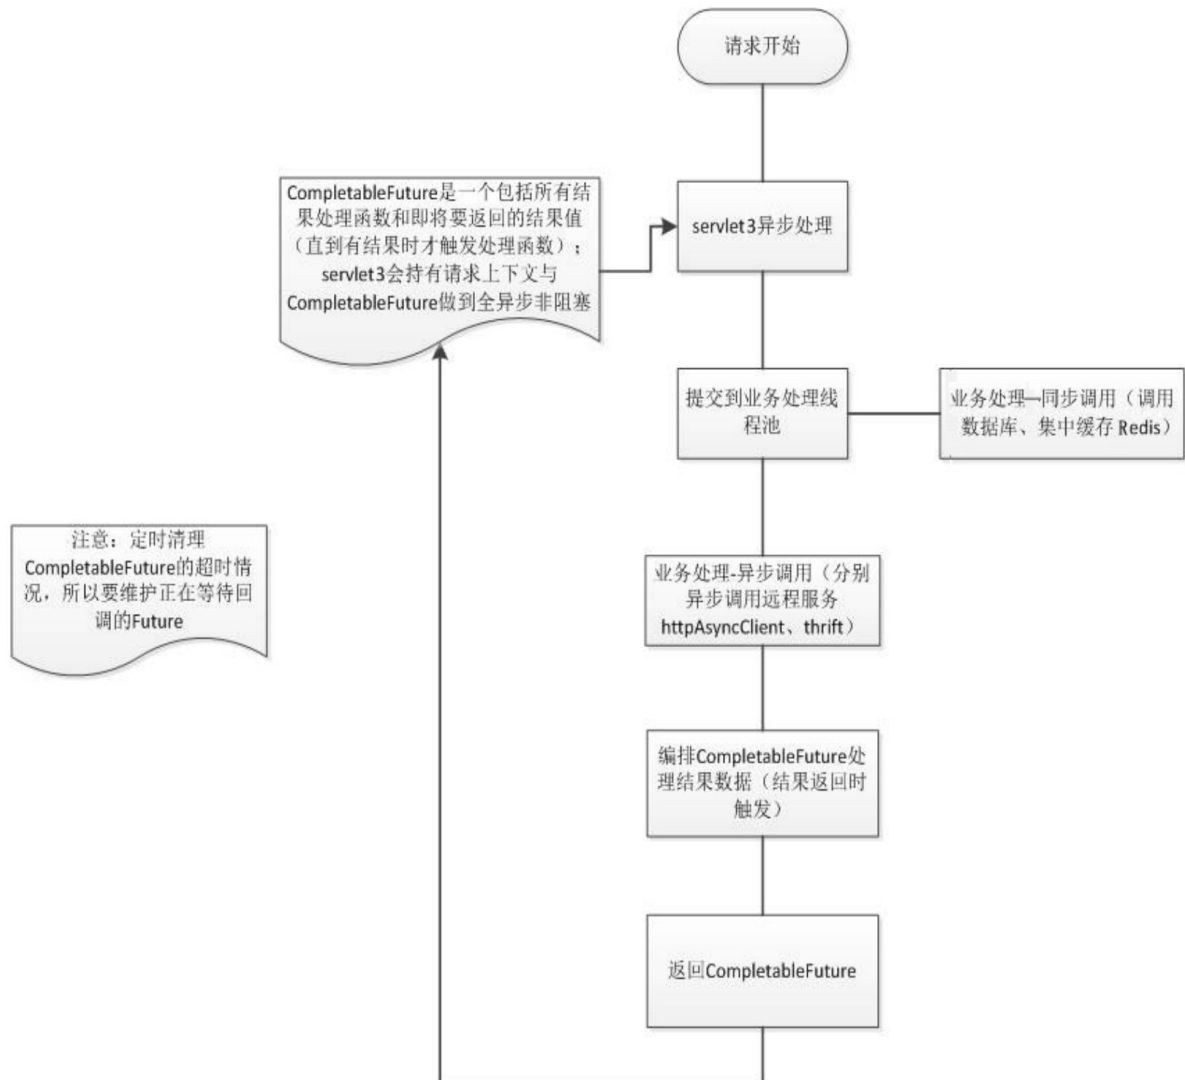 请求开始
CompletableFuture是一个包括所有结
果处理函数和即将要返回的结果值
（直到有结果时才触发处理函数）；
servlet3会持有请求上下文与
CompletableFuture做到全异步非阻塞
servlet3异步处理
提交到业务处理线
程池
业务处理—同步调用（调用
数据库、集中缓存 Redis）
注意：定时清理
CompletableFuture的超时情
况，所以要维护正在等待回
调的Future
业务处理-异步调用（分别
异步调用远程服务
httpAsyncClient、thrift）
编排CompletableFuture处
理结果数据（结果返回时
触发）
返回CompletableFuture